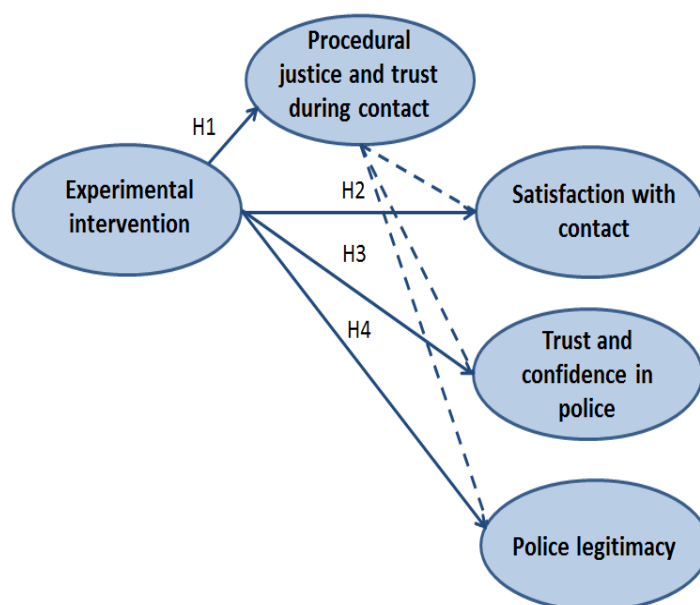 Procedural
justice and trust
during contact
H1
Experimental
intervention
H2
Satisfaction with
contact
H3
H4
Trust and
confidence in
police
Police legitimacy